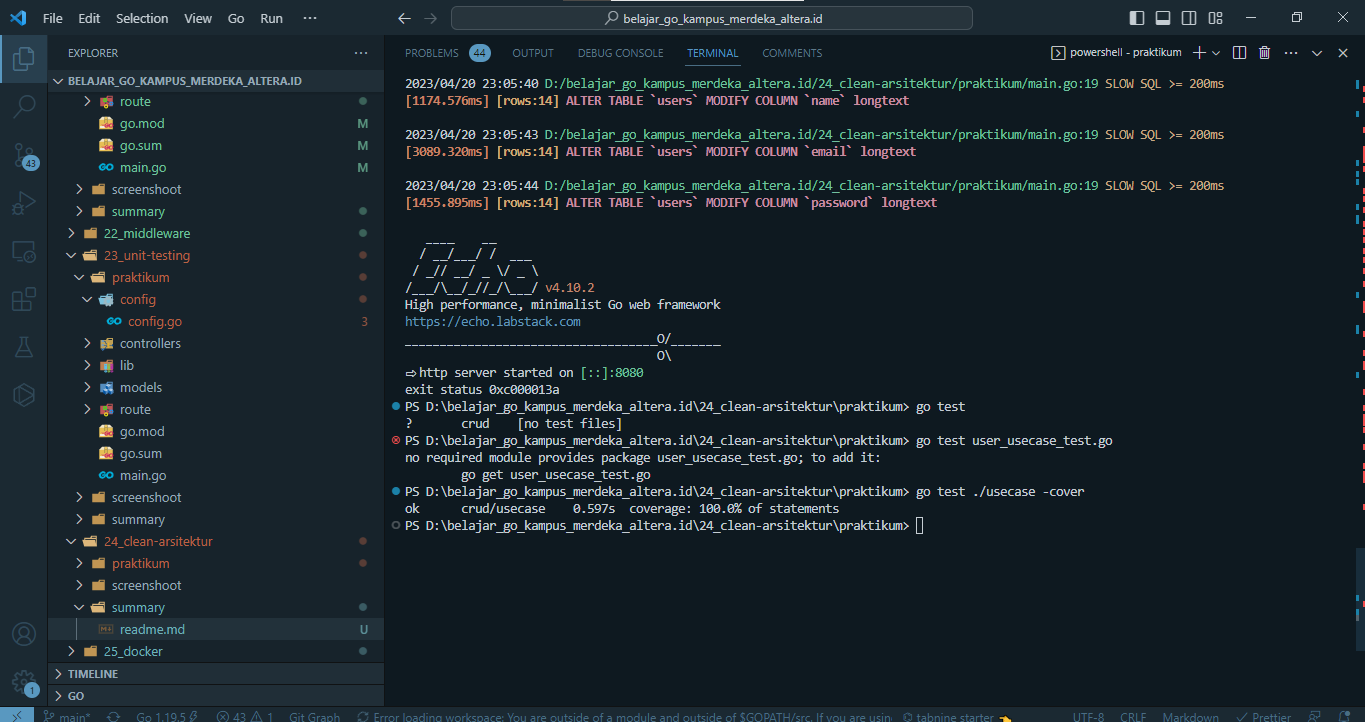 File Edit Selection View Go Run ···
belajar_go_kampus_merdeka_altera.id
EXPLORER
BELAJAR_GO_KAMPUS_MERDEKA_ALTERA.ID
route
go.mod M
go.sum M
main.go M
screenshoot
summary
22_middleware
23_unit-testing
praktikum
config
config.go 3
controllers
lib
models
route
go.mod
go.sum
main.go
screenshoot
summary
24_clean-arsitektur
praktikum
screenshoot
summary
readme.md U
25_docker
TIMELINE
GO
43
1
PROBLEMS 44 OUTPUT DEBUG CONSOLE TERMINAL COMMENTS
powershell - praktikum
2023/04/20 23:05:40 D:/belajar_go_kampus_merdeka_altera.id/24_clean-arsitektur/praktikum/main.go:19 SLOW SQL >= 200ms
[1174.576ms] [rows:14] ALTER TABLE `users` MODIFY COLUMN `name` longtext
2023/04/20 23:05:43 D:/belajar_go_kampus_merdeka_altera.id/24_clean-arsitektur/praktikum/main.go:19 SLOW SQL >= 200ms
[3089.320ms] [rows:14] ALTER TABLE `users` MODIFY COLUMN `email` longtext
2023/04/20 23:05:44 D:/belajar_go_kampus_merdeka_altera.id/24_clean-arsitektur/praktikum/main.go:19 SLOW SQL >= 200ms
[1455.895ms] [rows:14] ALTER TABLE `users` MODIFY COLUMN `password` longtext
   ____    __
  / __/___/ /  ___
 / _// __/ _ \/ _ \
/___/\__/_//_/\___/ v4.10.2
High performance, minimalist Go web framework
https://echo.labstack.com
____________________________________O/_______
                                    O\
⇨ http server started on [::]:8080
exit status 0xc000013a
PS D:\belajar_go_kampus_merdeka_altera.id\24_clean-arsitektur\praktikum> go test
?       crud    [no test files]
PS D:\belajar_go_kampus_merdeka_altera.id\24_clean-arsitektur\praktikum> go test user_usecase_test.go
no required module provides package user_usecase_test.go; to add it:
        go get user_usecase_test.go
PS D:\belajar_go_kampus_merdeka_altera.id\24_clean-arsitektur\praktikum> go test ./usecase -cover
ok      crud/usecase    0.597s  coverage: 100.0% of statements
PS D:\belajar_go_kampus_merdeka_altera.id\24_clean-arsitektur\praktikum>
main* Go 1.19.5 43 1 Git Graph Error loading workspace: You are outside of a module and outside of $GOPATH/src. If you are usin tabnine starter UTF-8 CRLF Markdown Prettier